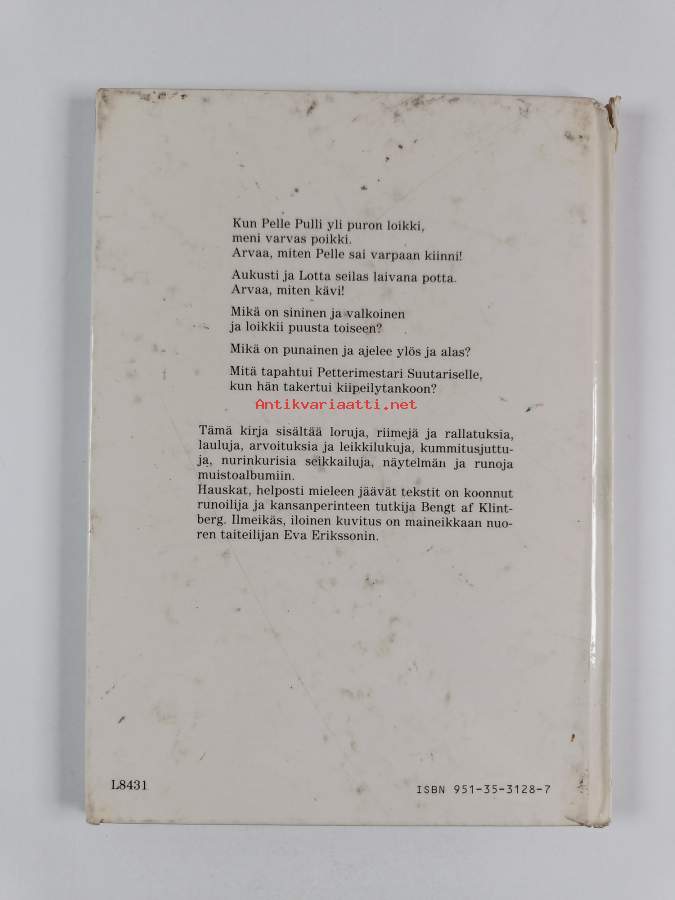 Kun Pelle Pulli yli puron loikki,
meni varvas poikki.
Arvaa, miten Pelle sai varpaan kiinni!
Aukusti ja Lotta seilas laivana potta.
Arvaa, miten kävi!
Mikä on sininen ja valkoinen
ja loikkii puusta toiseen?
Mikä on punainen ja ajelee ylös ja alas?
Mitä tapahtui Petterimestari Suutariselle,
kun hän takertui kiipeilytankoon?
Antikvariaatti.net
Tämä kirja sisältää loruja, riimejä ja rallatuksia,
lauluja, arvoituksia ja leikkilukuja, kummitusjuttu-
ja, nurinkurisia seikkailuja, näytelmän ja runoja
muistoalbumiin.
Hauskat, helposti mieleen jäävät tekstit on koonnut
runoilija ja kansanperinteen tutkija Bengt af Klint-
berg. Ilmeikäs, iloinen kuvitus on maineikkaan nuo-
ren taiteilijan Eva Erikssonin.
L8431
ISBN 951-35-3128-7